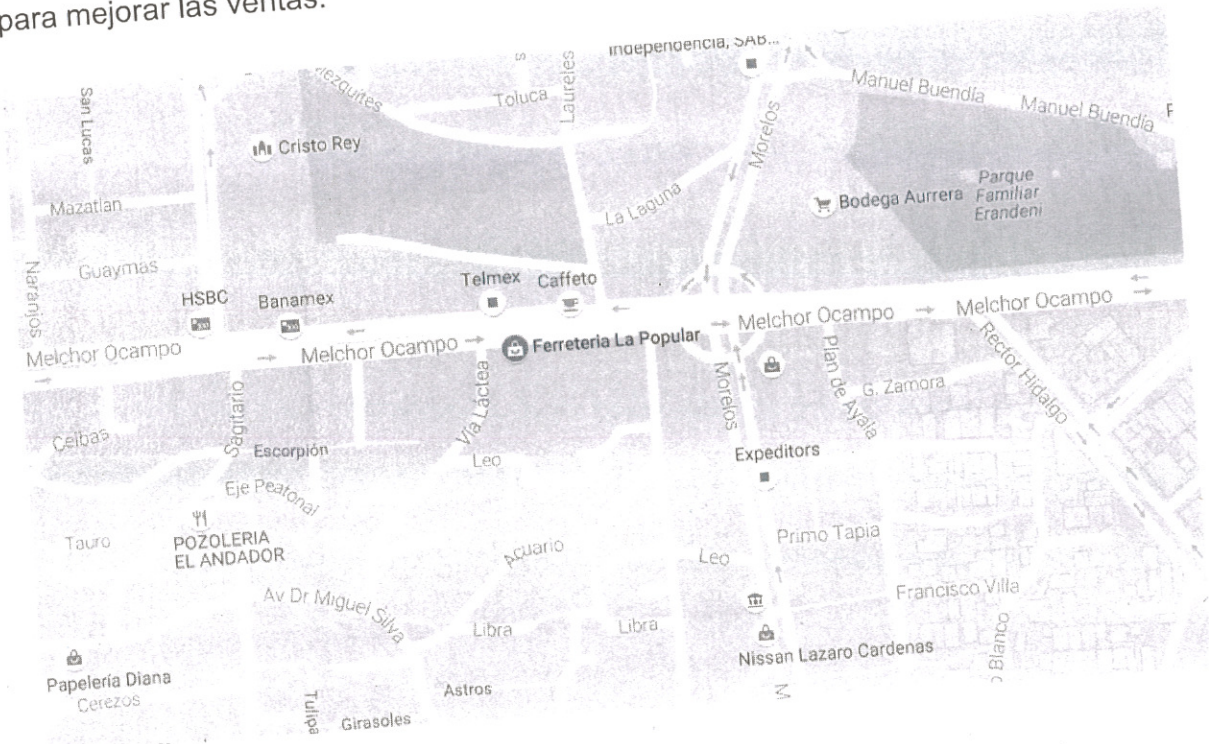 para mejorar las ventas.
Independencia, SAB...
Toluca
Laureles
San Lucas
Manuel Buendía
Manuel Buendía
Morelos
Cristo Rey
Mazatlan
La Laguna
Bodega Aurrera
Parque
Familiar
Erandeni
Guaymas
Naranjos
HSBC
Banamex
Telmex
Caffeto
Melchor Ocampo
Melchor Ocampo
Ferreteria La Popular
Melchor Ocampo
Melchor Ocampo
Rector Hidalgo
Plan de Ayala
G. Zamora
Morelos
Sagitario
Vía Láctea
Ceibas
Escorpión
Leo
Expeditors
Eje Peatonal
Tauro
POZOLERIA
EL ANDADOR
Acuario
Leo
Primo Tapia
Av Dr Miguel Silva
Libra
Libra
Francisco Villa
Nissan Lazaro Cardenas
Blanco
Papelería Diana
Cerezos
Astros
Tulipa
Girasoles
M